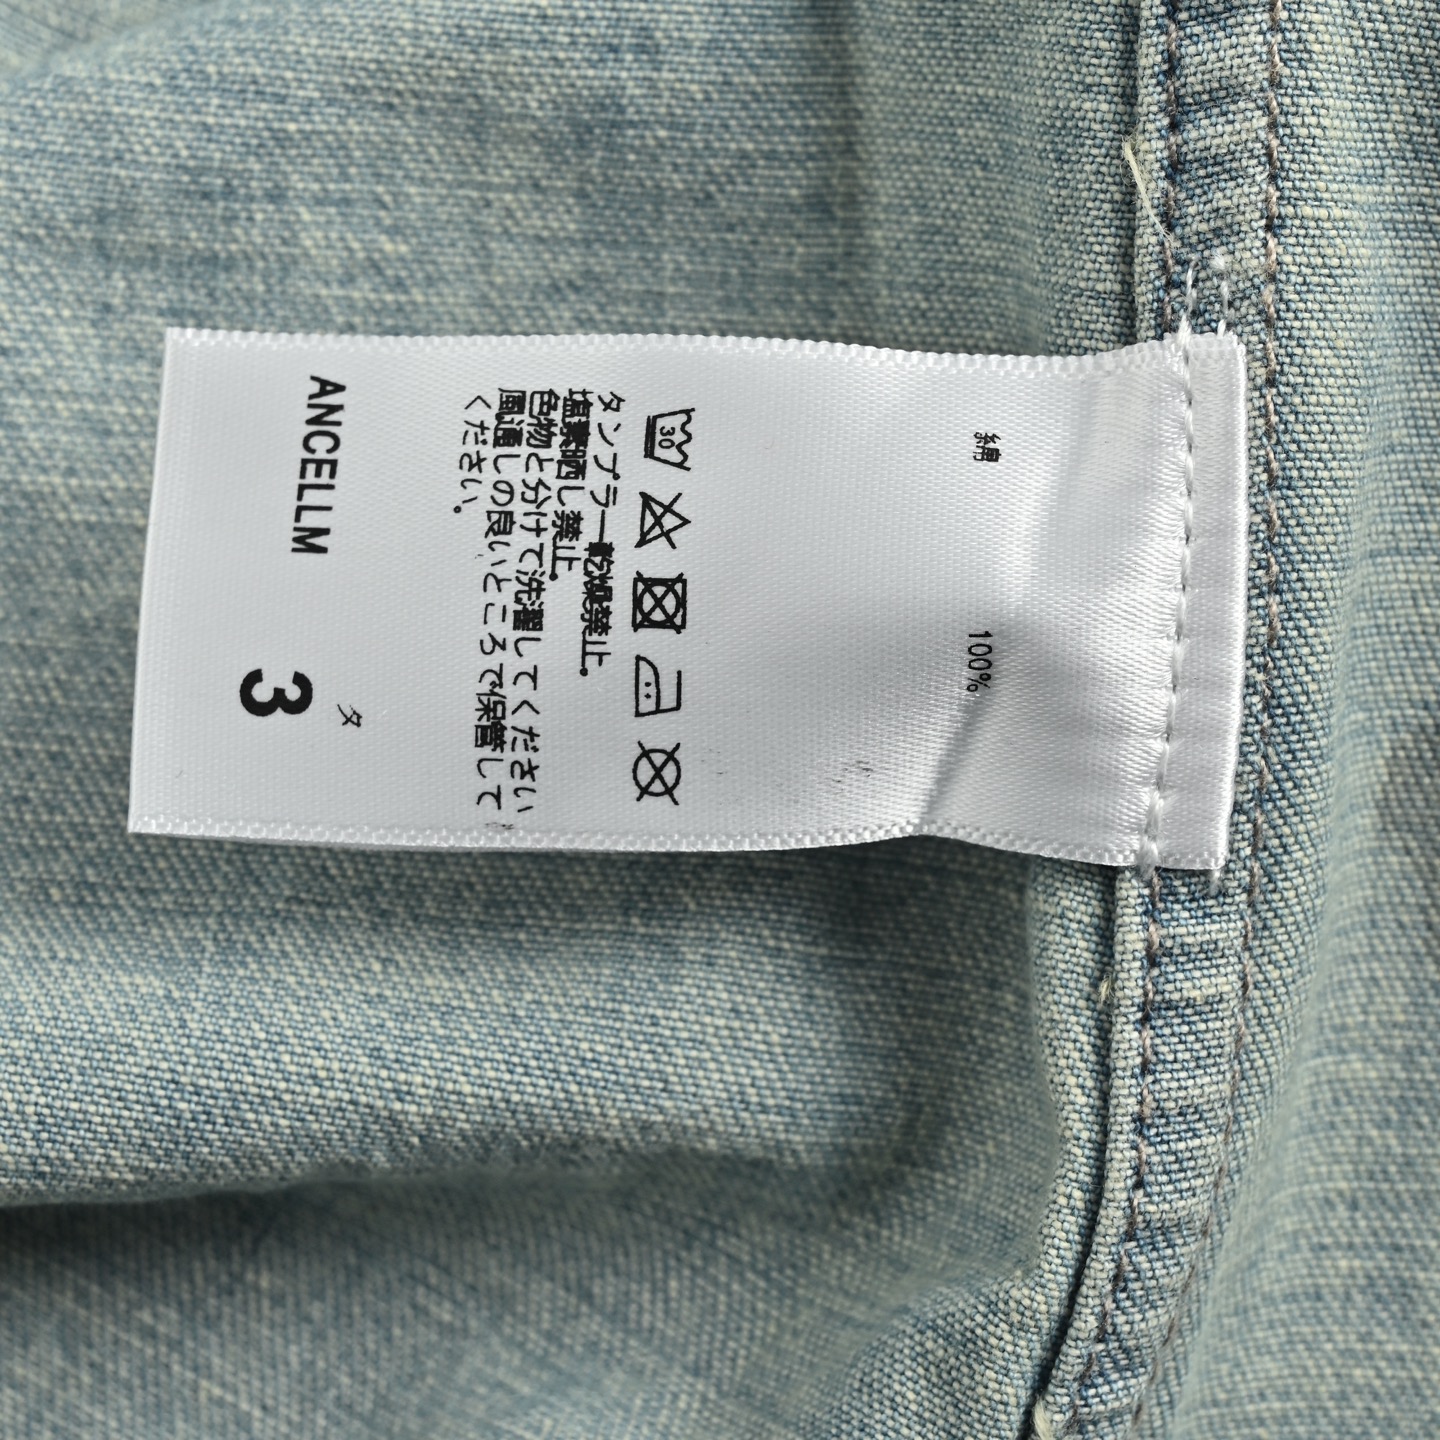 綿 100%
30
タンブラー乾燥禁止。
塩素晒し禁止。
色物と分けて洗濯してください
風通しの良いところで保管して
ください。
タ
ANCELLM 3